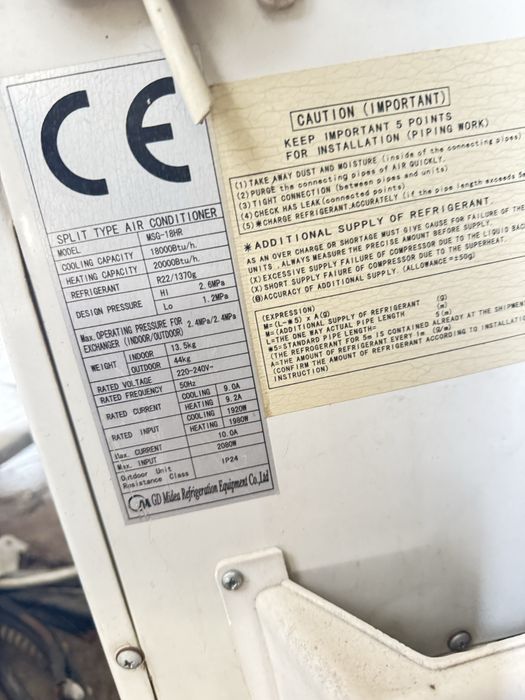 CE
SPLIT TYPE AIR CONDITIONER
MODEL MSG-18HR
COOLING CAPACITY 18000Btu/h.
HEATING CAPACITY 20000Btu/h.
REFRIGERANT R22/1370g
DESIGN PRESSURE Hi 2.6MPa
Lo 1.2MPa
Max.OPERATING PRESSURE FOR
EXCHANGER (INDOOR/OUTDOOR) 2.4MPa/2.4MPa
WEIGHT INDOOR 13.5kg
OUTDOOR 44kg
RATED VOLTAGE 220-240V~
RATED FREQUENCY 50Hz
RATED CURRENT COOLING 9.0A
HEATING 9.2A
RATED INPUT COOLING 1920W
HEATING 1980W
Max. CURRENT 10.0A
Max. INPUT 2080W
Outdoor Unit
Resistance Class IP24
GD Midea Refrigeration Equipment Co.,Ltd
CAUTION (IMPORTANT)
KEEP IMPORTANT 5 POINTS
FOR INSTALLATION (PIPING WORK)
(1) TAKE AWAY DUST AND MOISTURE (inside of the connecting pipes)
(2) PURGE the connecting pipes of AIR QUICKLY.
(3) TIGHT CONNECTION (between pipes and units)
(4) CHECK HAS LEAK (connected points)
(5) *CHARGE REFRIGERANT ACCURATELY (if the pipe length exceeds
*ADDITIONAL SUPPLY OF REFRIGERANT.
AS AN OVER CHARGE OR SHORTAGE MUST GIVE CAUSE FOR FAILURE OF THE
UNITS. ALWAYS MEASURE THE PRECISE AMOUNT BEFORE SUPPLY.
(X) EXCESSIVE SUPPLY FAILURE OF COMPRESSOR DUE TO THE LIQUID
(X) SHORT SUPPLY FAILURE OF COMPRESSOR DUE TO THE SUPERHEAT.
ACCURACY OF ADDITIONAL SUPPLY. (ALLOWANCE=±50g)
(EXPRESSION)
M=(L-*5) X A(g)
M=(ADDITIONAL SUPPLY OF REFRIGERANT (g)
L=THE ONE WAY ACTUAL PIPE LENGTH (m)
*5=STANDARD PIPE LENGTH= 5(m)
(THE REFROGERANT FOR 5m IS CONTAINED ALREADY AT THE
A=THE AMOUNT OF REFRIGERANT EVERY 1m (g/m)
(CONFIRM THE AMOUNT OF REFRIGERANT ACCORDING TO
INSTRUCTION)